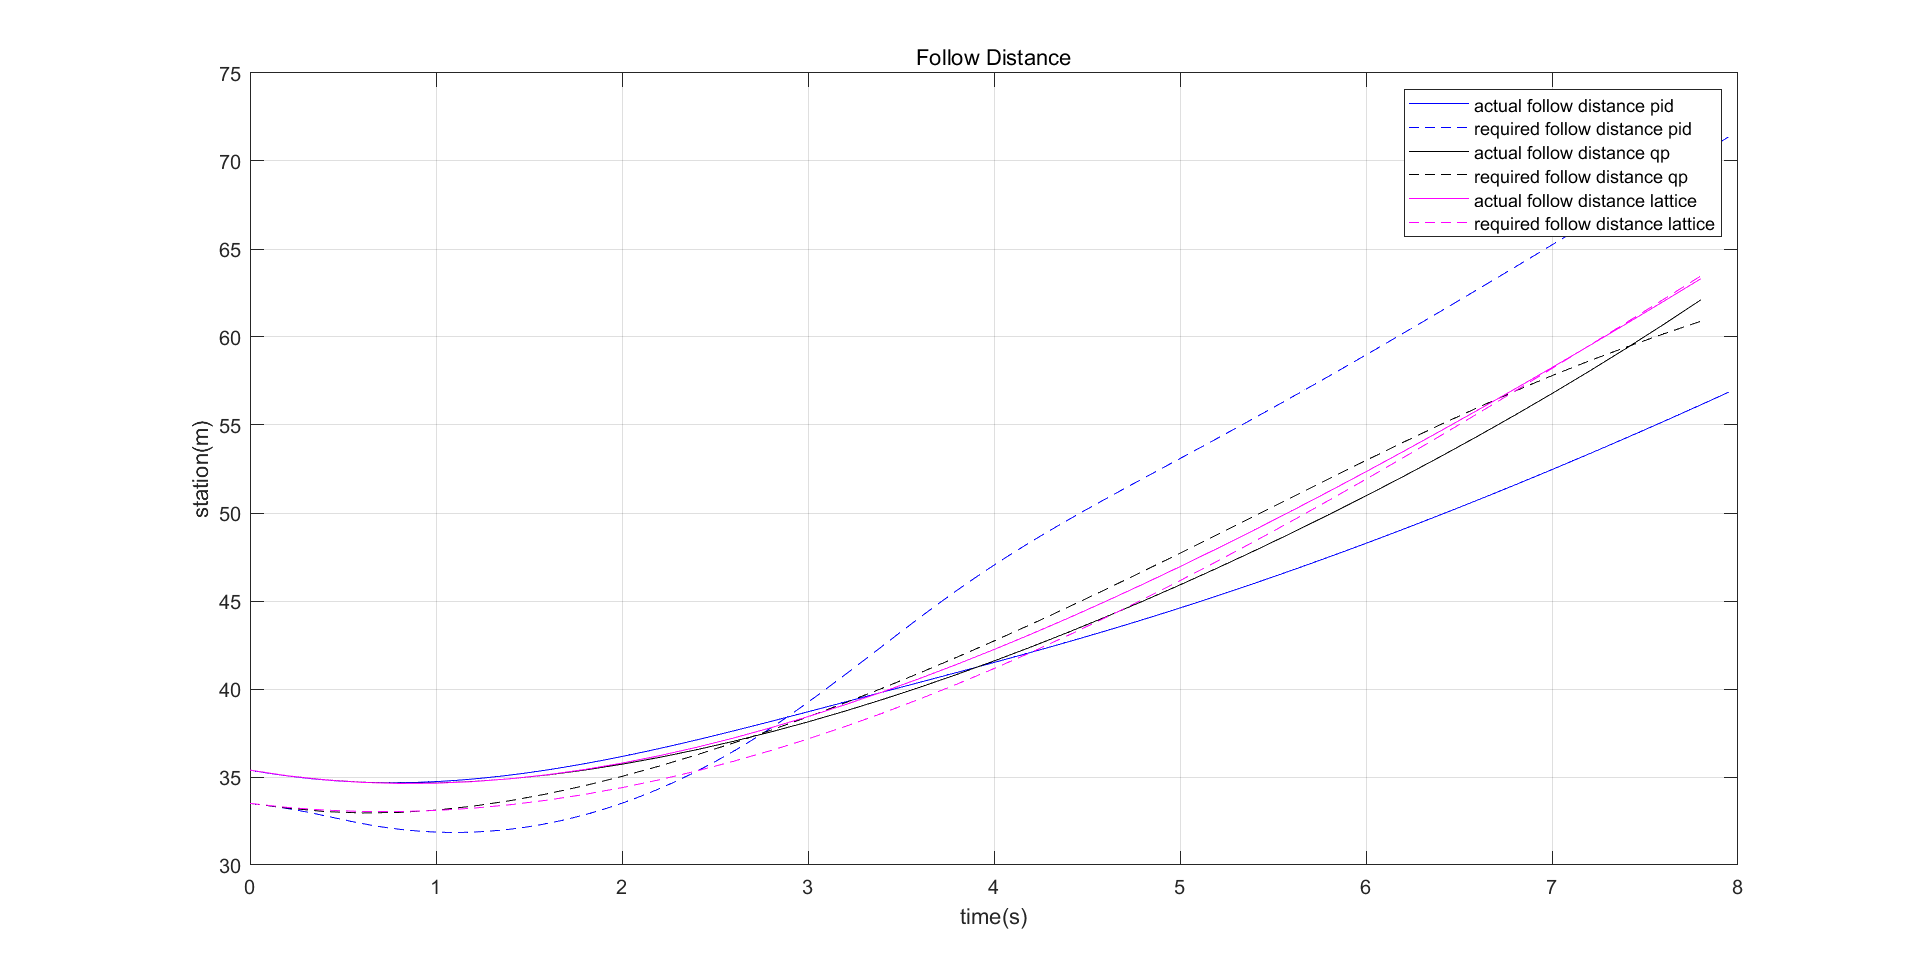 Follow Distance
75
70
65
60
55
50
45
40
35
30
station(m)
0 1 2 3 4 5 6 7 8
time(s)
actual follow distance pid
required follow distance pid
actual follow distance qp
required follow distance qp
actual follow distance lattice
required follow distance lattice